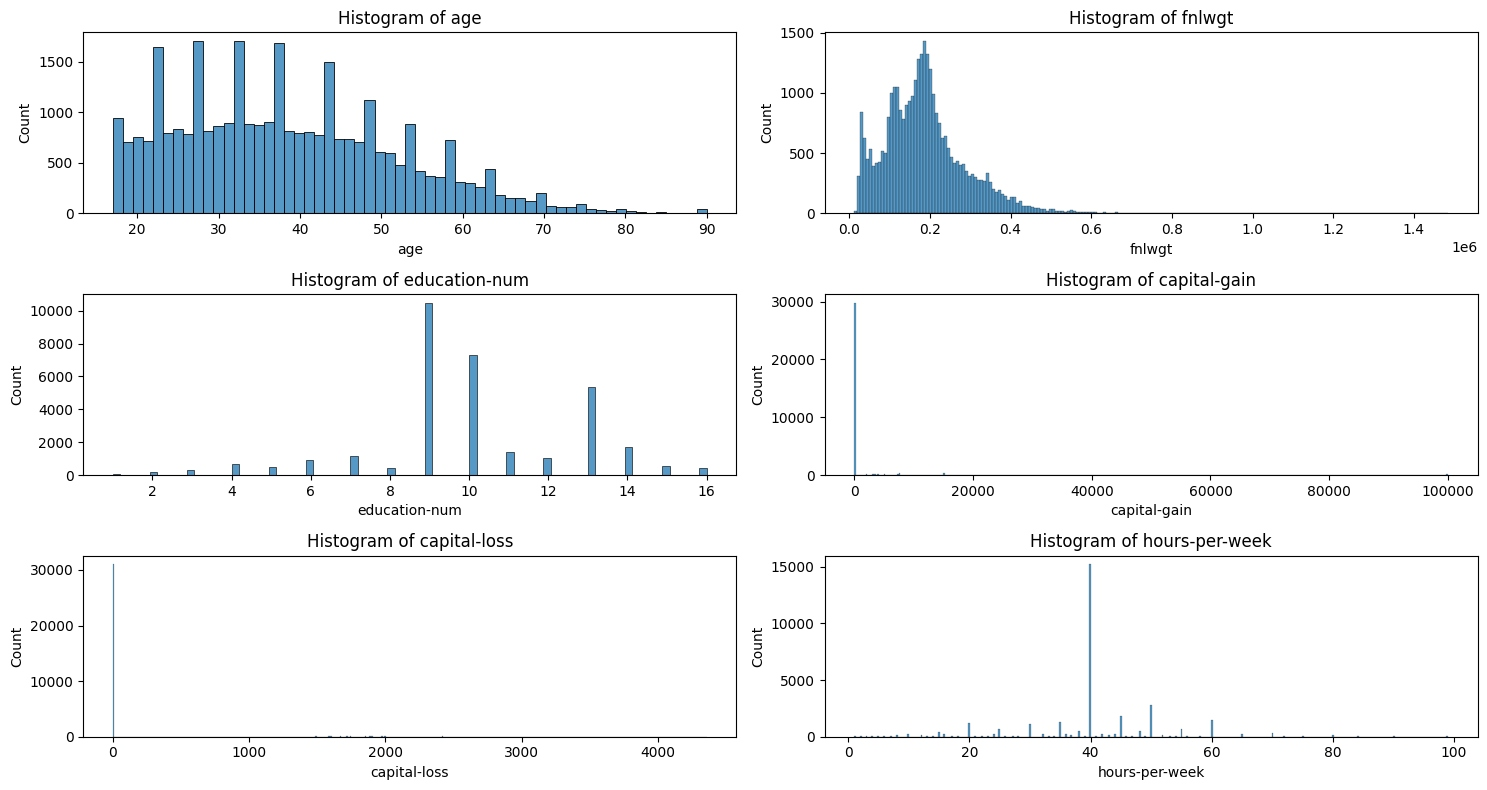 Histogram of age
Count
1500
1000
500
0
20 30 40 50 60 70 80 90
age
Histogram of fnlwgt
Count
1500
1000
500
0
0.0 0.2 0.4 0.6 0.8 1.0 1.2 1.4
1e6
fnlwgt
Histogram of education-num
Count
10000
8000
6000
4000
2000
0
2 4 6 8 10 12 14 16
education-num
Histogram of capital-gain
Count
30000
20000
10000
0
0 20000 40000 60000 80000 100000
capital-gain
Histogram of capital-loss
Count
30000
20000
10000
0
0 1000 2000 3000 4000
capital-loss
Histogram of hours-per-week
Count
15000
10000
5000
0
0 20 40 60 80 100
hours-per-week